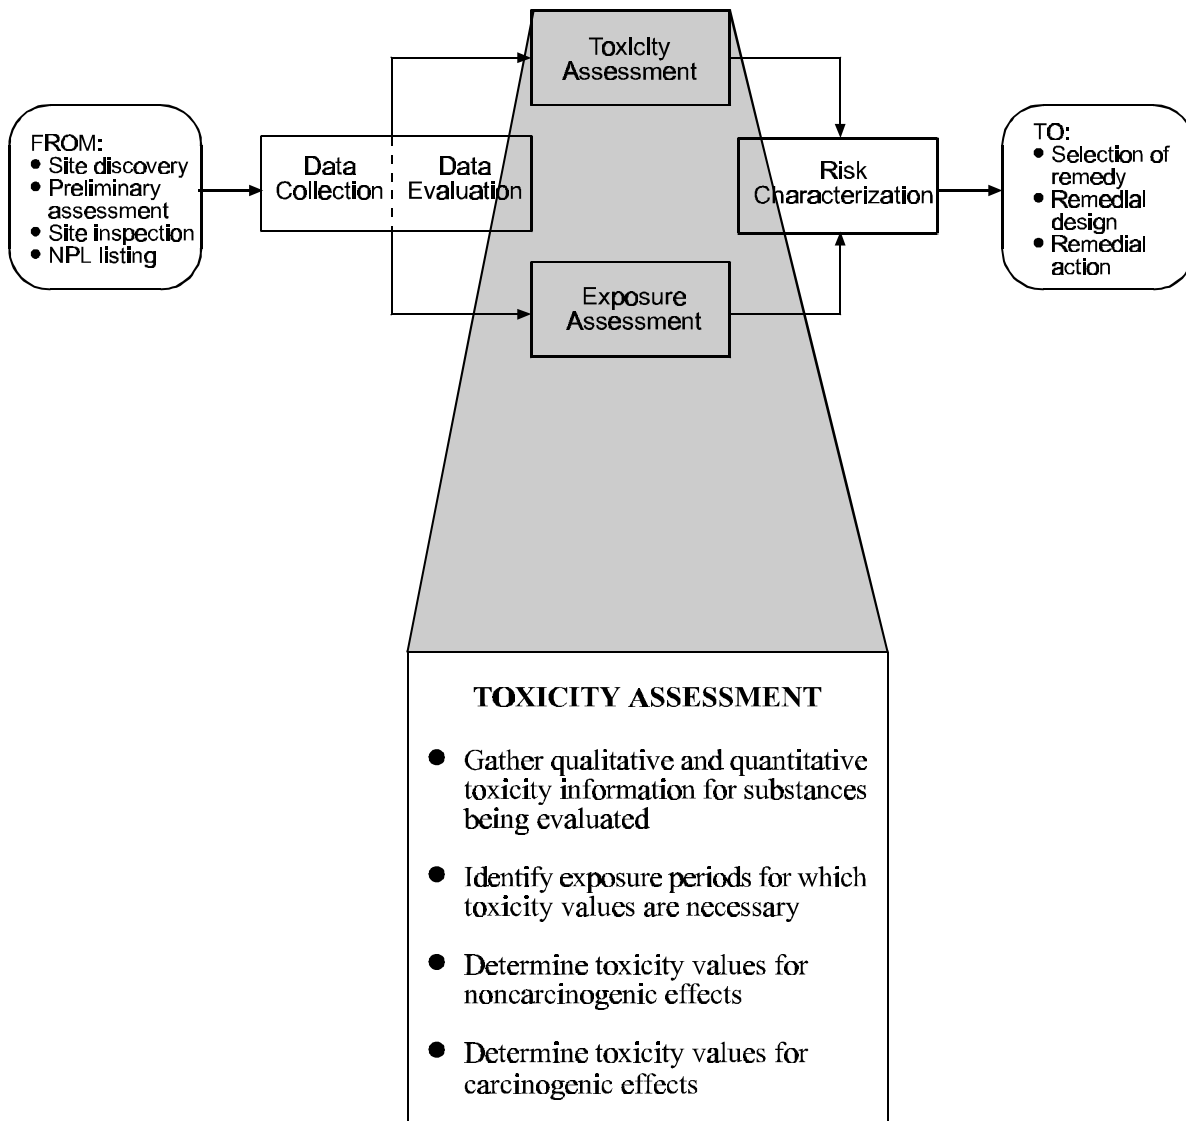 Toxicity
Assessment
FROM:
● Site discovery
● Preliminary
assessment
● Site inspection
● NPL listing
Data
Collection
Data
Evaluation
Risk
Characterization
TO:
● Selection of
remedy
● Remedial
design
● Remedial
action
Exposure
Assessment
TOXICITY ASSESSMENT
● Gather qualitative and quantitative
toxicity information for substances
being evaluated
● Identify exposure periods for which
toxicity values are necessary
● Determine toxicity values for
noncarcinogenic effects
● Determine toxicity values for
carcinogenic effects